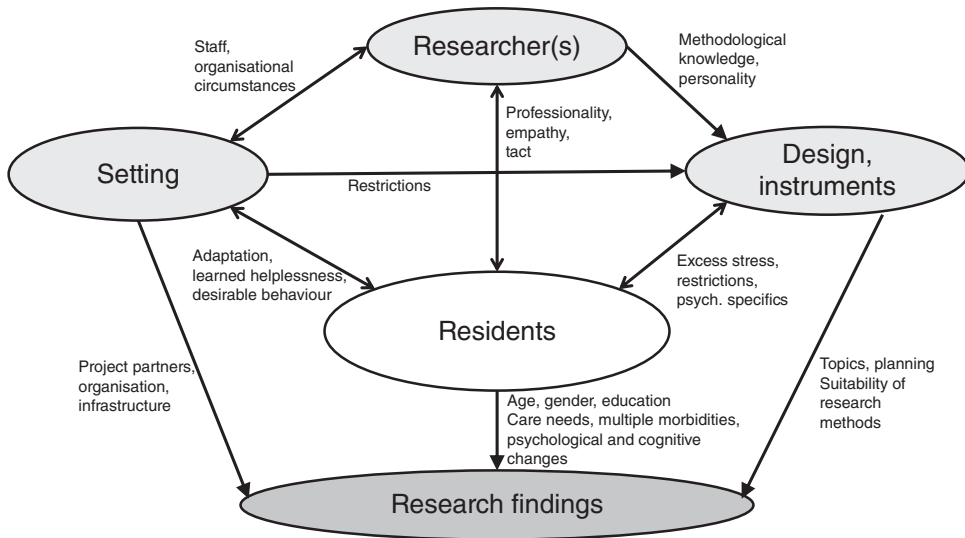 Researcher(s)
Staff,
organisational
circumstances
Methodological
knowledge,
personality
Professionality,
empathy,
tact
Setting
Restrictions
Design,
instruments
Adaptation,
learned helplessness,
desirable behaviour
Excess stress,
restrictions,
psych. specifics
Residents
Project partners,
organisation,
infrastructure
Age, gender, education
Care needs, multiple morbidities,
psychological and cognitive
changes
Topics, planning
Suitability of
research
methods
Research findings